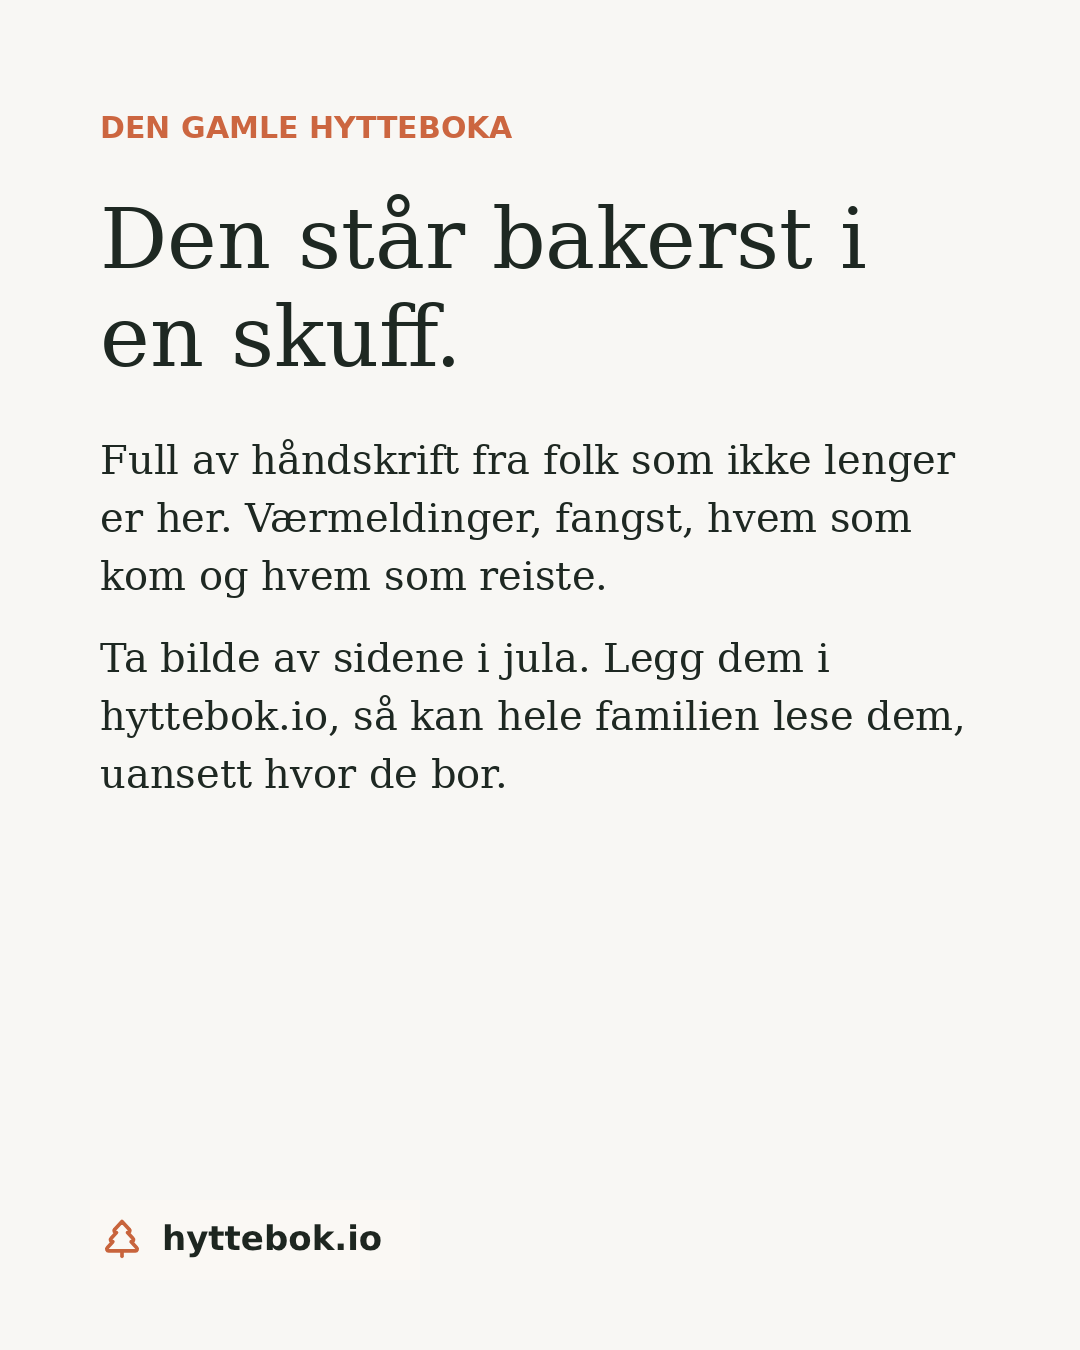 DEN GAMLE HYTTEBOKA
Den står bakerst i
en skuff.
Full av håndskrift fra folk som ikke lenger
er her. Værmeldinger, fangst, hvem som
kom og hvem som reiste.
Ta bilde av sidene i jula. Legg dem i
hyttebok.io, så kan hele familien lese dem,
uansett hvor de bor.
hyttebok.io